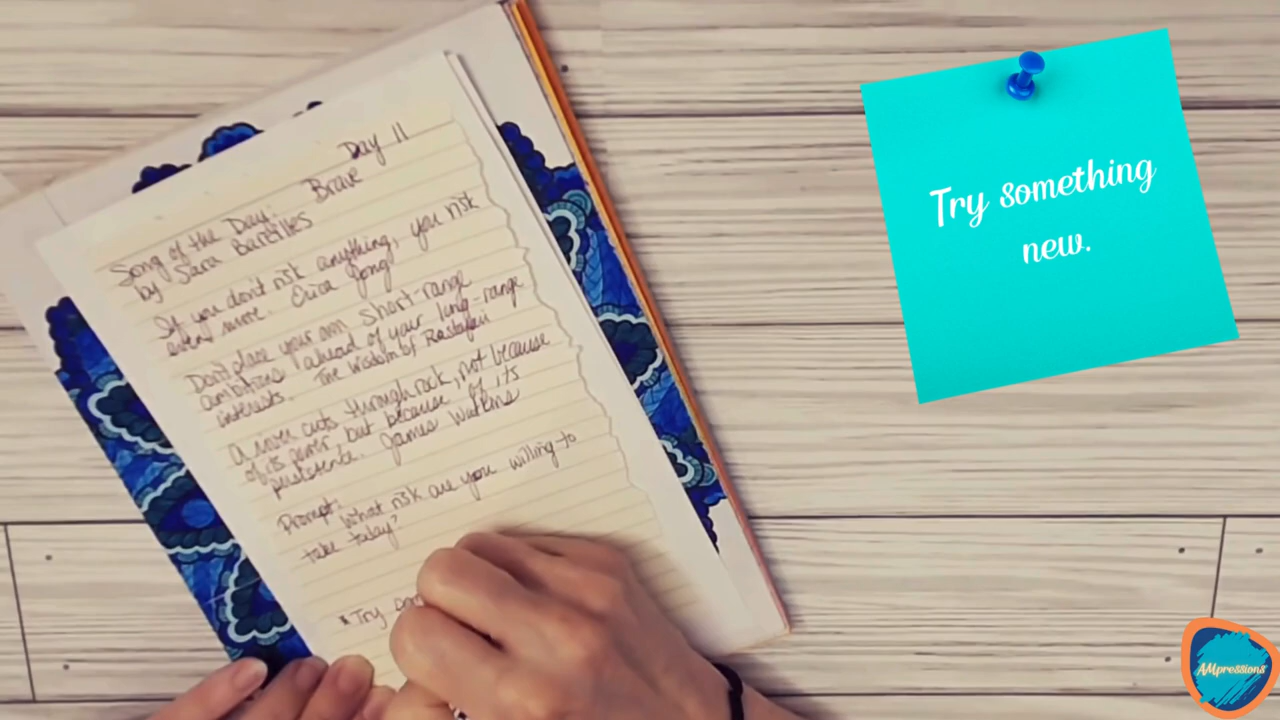 Day 11
Song of the Day: Brave
by Sara Bareilles
If you don't risk anything, you risk
even more. Erica Jong
Don't place your own short-range
ambitions ahead of your long-range
interests. The Wisdom of
A river cuts through rock, not because
of its power, but because of its
persistence. James Watkins
Prompt:
What risk are you willing to
take today?
*Try
Try something
new.
AMpressions